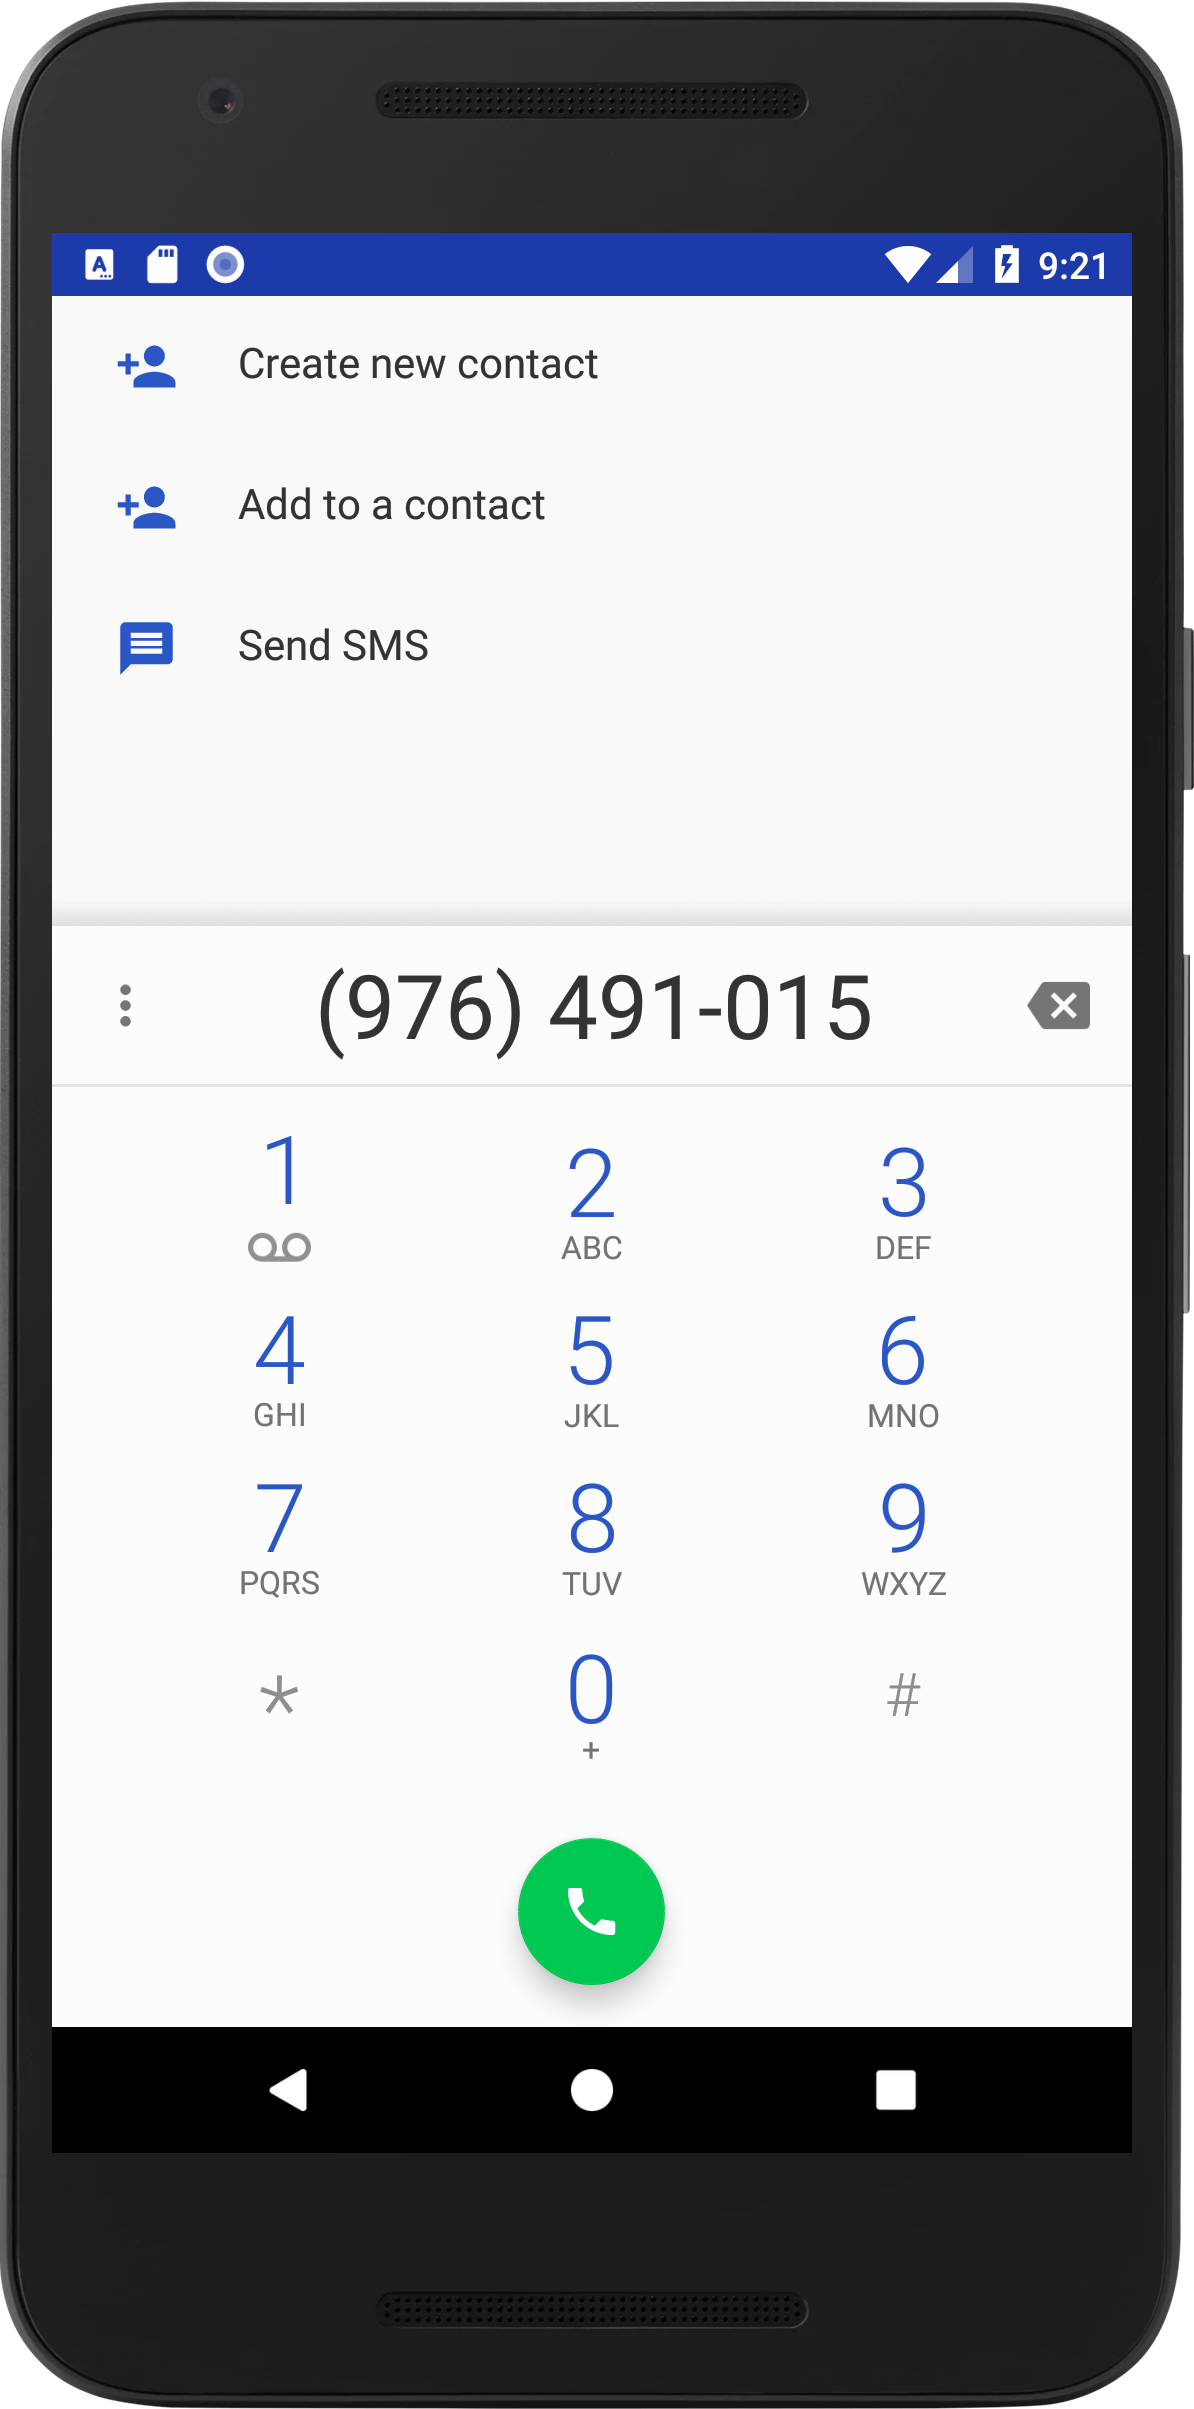 9:21
Create new contact
Add to a contact
Send SMS
(976) 491-015
1 2 3
ABC DEF
4 5 6
GHI JKL MNO
7 8 9
PQRS TUV WXYZ
* 0 #
+